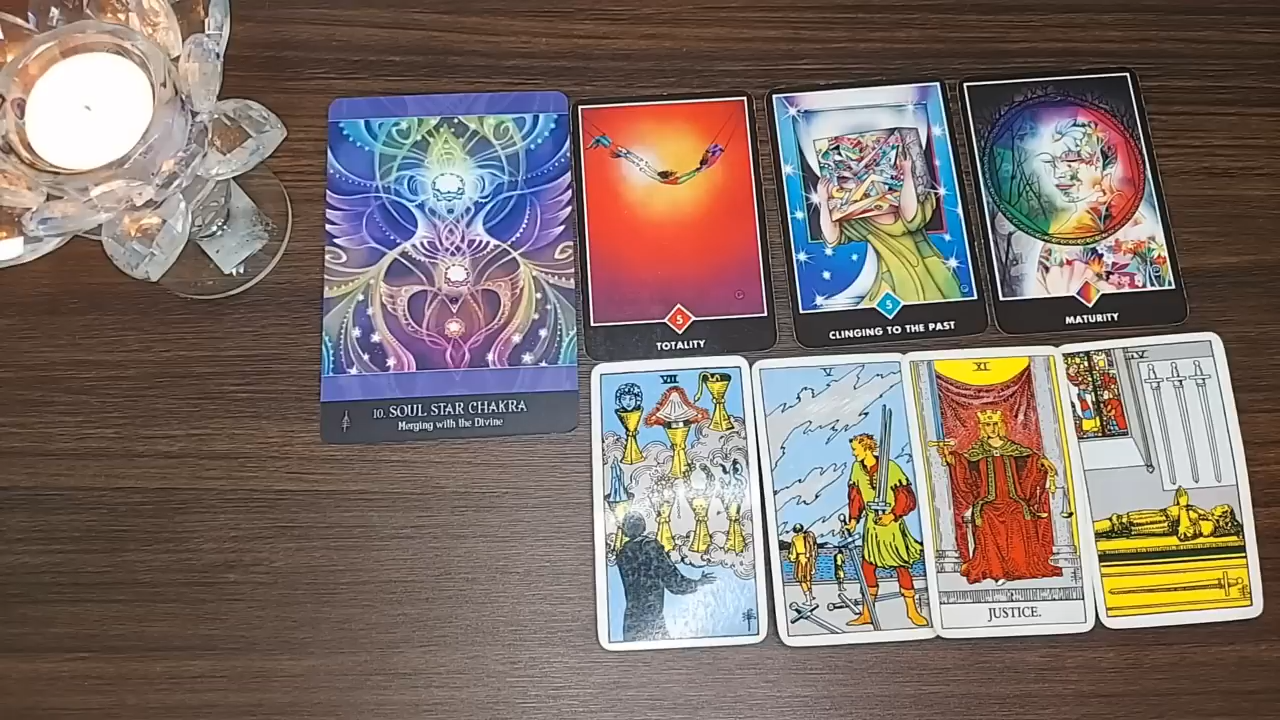 10. SOUL STAR CHAKRA
Merging with the Divine
5
TOTALITY
5
CLINGING TO THE PAST
MATURITY
VII
V
XI
JUSTICE.
IV